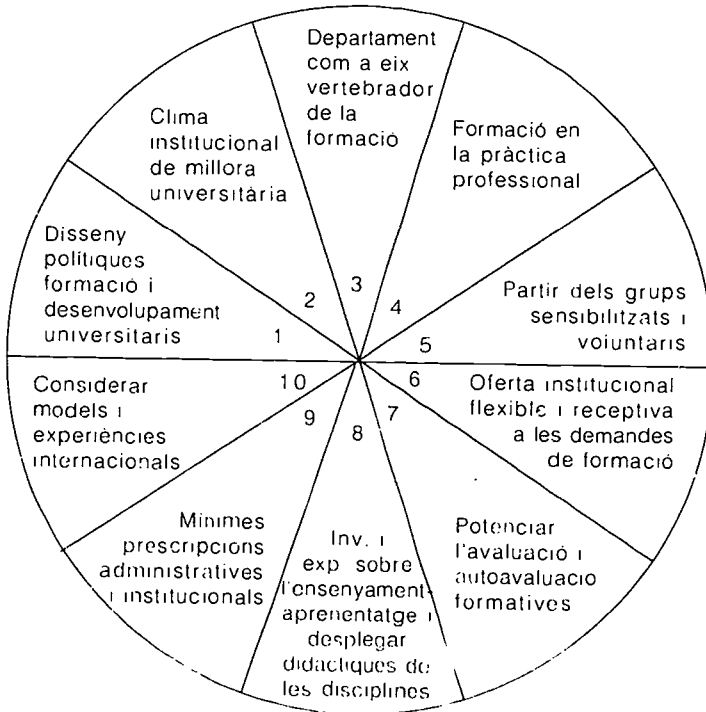 Departament
com a eix
vertebrador
de la
formació
Clima
institucional
de millora
universitària
Formació en
la pràctica
professional
Disseny
polítiques
formació i
desenvolupament
universitaris
Partir dels grups
sensibilitzats i
voluntaris
1
2
3
4
5
6
7
8
9
10
Considerar
models i
experiències
internacionals
Oferta institucional
flexible i receptiva
a les demandes
de formació
Mínimes
prescripcions
administratives
i institucionals
Inv. i
exp sobre
l'ensenyament-
aprenentatge i
desplegar
didactiques de
les disciplines
Potenciar
l'avaluació i
autoavaluacio
formatives